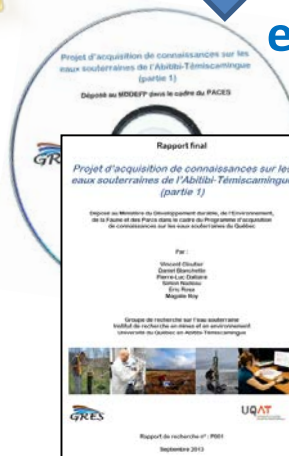 e
Projet d'acquisition de connaissances sur les
eaux souterraines de l'Abitibi-Témiscamingue
(partie 1)
Déposé au MDDEFP dans le cadre du PACES
GR
Rapport final
Projet d'acquisition de connaissances sur les
eaux souterraines de l'Abitibi-Témiscamingue
(partie 1)
Déposé au Ministère du Développement durable, de l'Environnement,
de la Faune et des Parcs dans le cadre du Programme d'acquisition
de connaissances sur les eaux souterraines du Québec
Par :
Vincent Cloutier
Daniel Blanchette
Pierre-Luc Dallaire
Simon Nadeau
Eric Rosa
Magalie Roy
Groupe de recherche sur l'eau souterraine
Institut de recherche en mines et en environnement
Université du Québec en Abitibi-Témiscamingue
GRES
UQAT
Rapport de recherche n° : P001
Septembre 2013